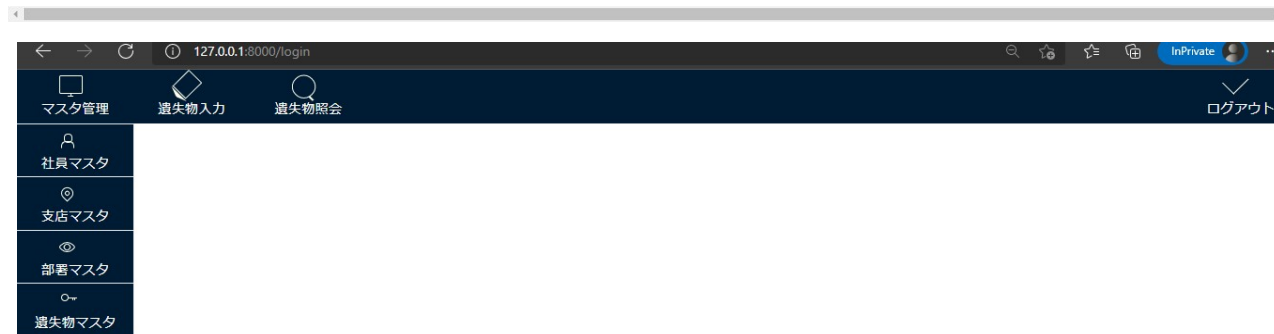 127.0.0.1:8000/login
InPrivate
マスタ管理 遺失物入力 遺失物照会 ログアウト
社員マスタ
支店マスタ
部署マスタ
遺失物マスタ